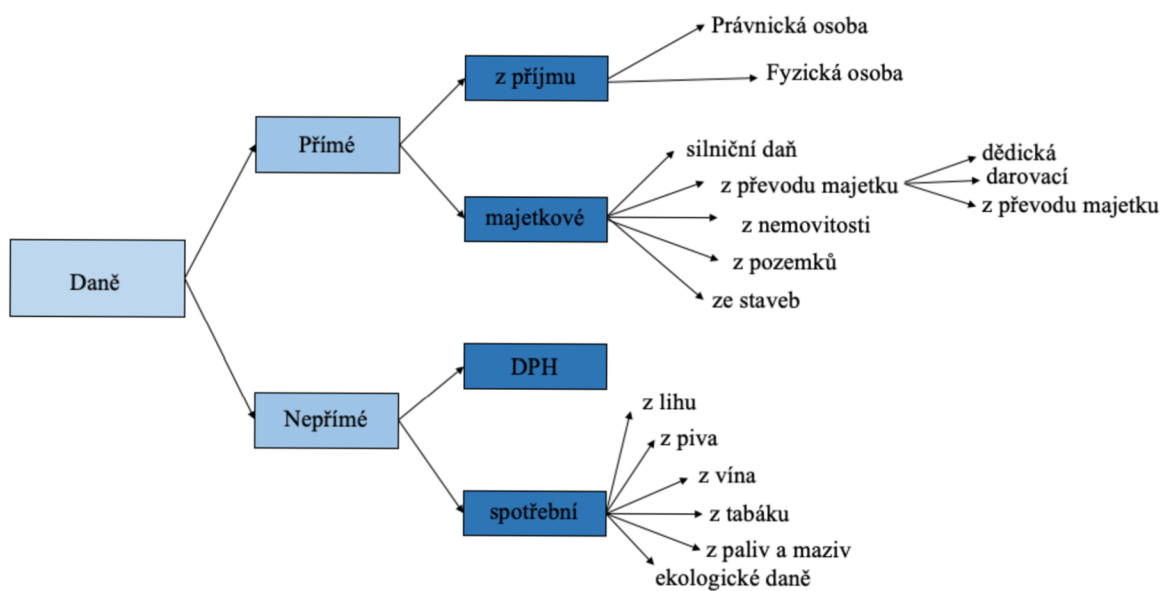 Právnická osoba
z příjmu
Fyzická osoba
Přímé
silniční daň
dědická
z převodu majetku
darovací
z převodu majetku
majetkové
z nemovitosti
z pozemků
Daně
ze staveb
DPH
Nepřímé
z lihu
z piva
z vína
spotřební
z tabáku
z paliv a maziv
ekologické daně